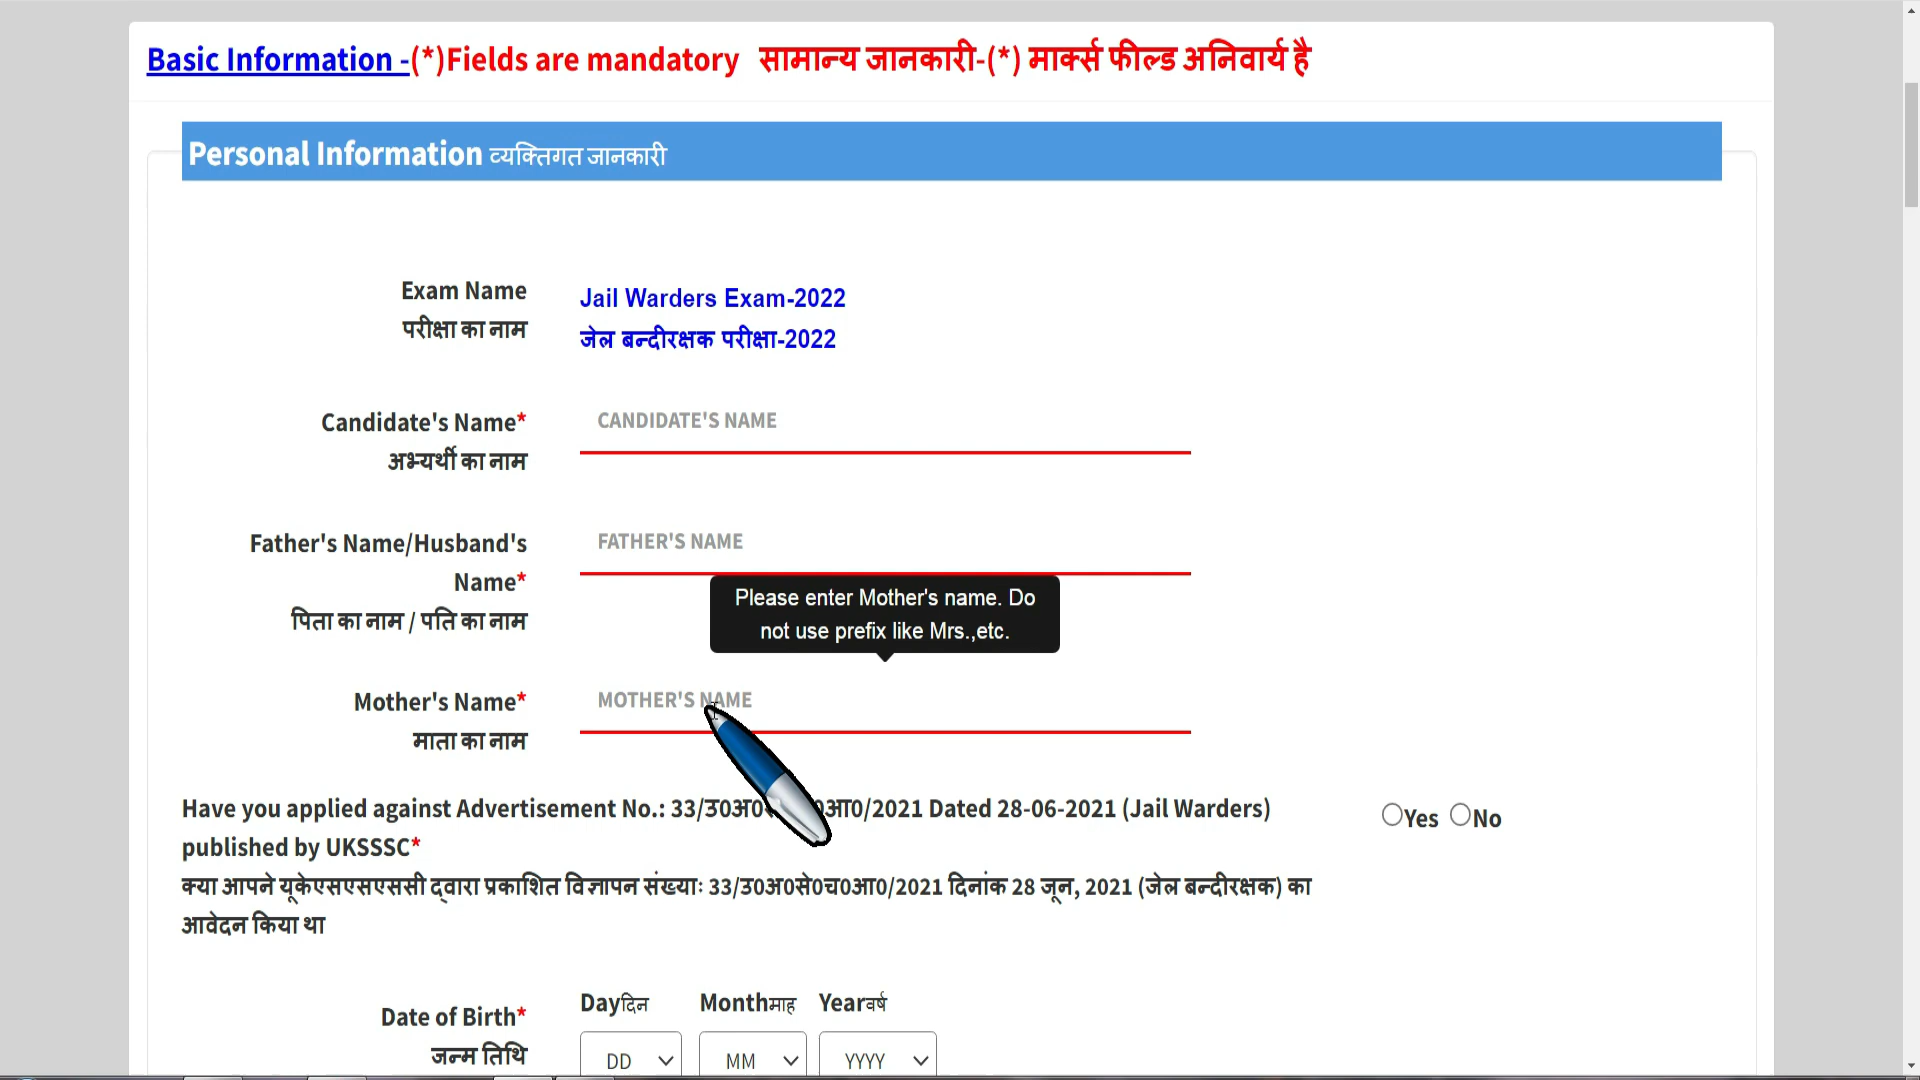 Basic Information -(*)Fields are mandatory सामान्य जानकारी-(*) मार्क्स फील्ड अनिवार्य है
Personal Information व्यक्तिगत जानकारी
Exam Name
परीक्षा का नाम
Jail Warders Exam-2022
जेल बन्दीरक्षक परीक्षा-2022
Candidate's Name*
अभ्यर्थी का नाम
CANDIDATE'S NAME
Father's Name/Husband's
Name*
पिता का नाम / पति का नाम
FATHER'S NAME
Please enter Mother's name. Do
not use prefix like Mrs.,etc.
Mother's Name*
माता का नाम
MOTHER'S NAME
Have you applied against Advertisement No.: 33/उ0अ0 0आ0/2021 Dated 28-06-2021 (Jail Warders)
published by UKSSSC*
Yes No
क्या आपने यूकेएसएसएससी द्वारा प्रकाशित विज्ञापन संख्याः 33/उ0अ0से0च0आ0/2021 दिनांक 28 जून, 2021 (जेल बन्दीरक्षक) का
आवेदन किया था
Date of Birth*
जन्म तिथि
Dayदिन Monthमाह Yearवर्ष
DD MM YYYY